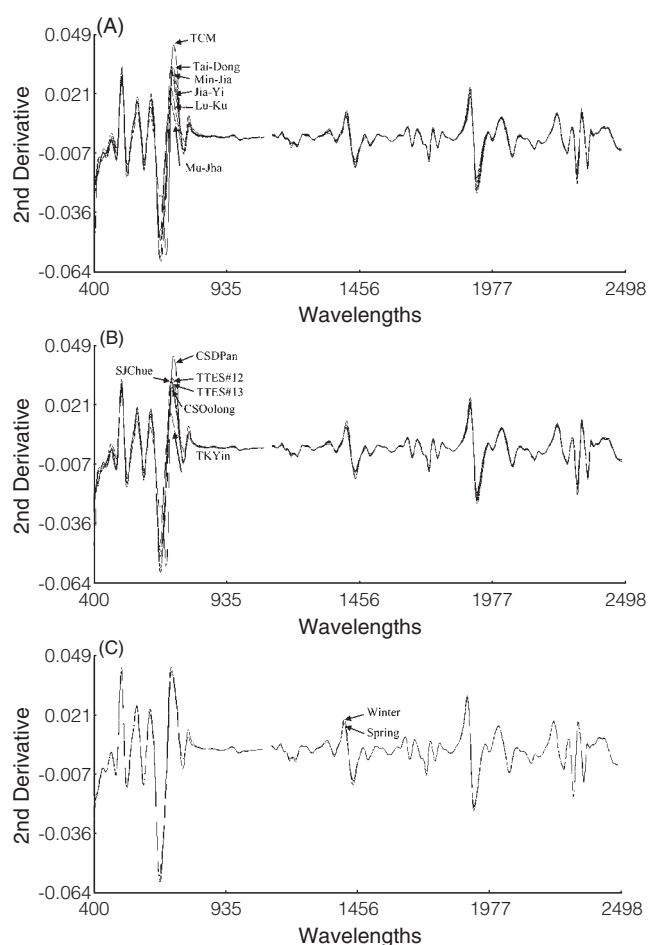 (A)
0.049
0.021
-0.007
-0.036
-0.064
2nd Derivative
TCM
Tai-Dong
Min-Jia
Jia-Yi
Lu-Ku
Mu-Jha
400 935 1456 1977 2498
Wavelengths
(B)
0.049
0.021
-0.007
-0.036
-0.064
2nd Derivative
CSDPan
SJChue
TTES#12
TTES#13
CSOolong
TKYin
400 935 1456 1977 2498
Wavelengths
(C)
0.049
0.021
-0.007
-0.036
-0.064
2nd Derivative
Winter
Spring
400 935 1456 1977 2498
Wavelengths